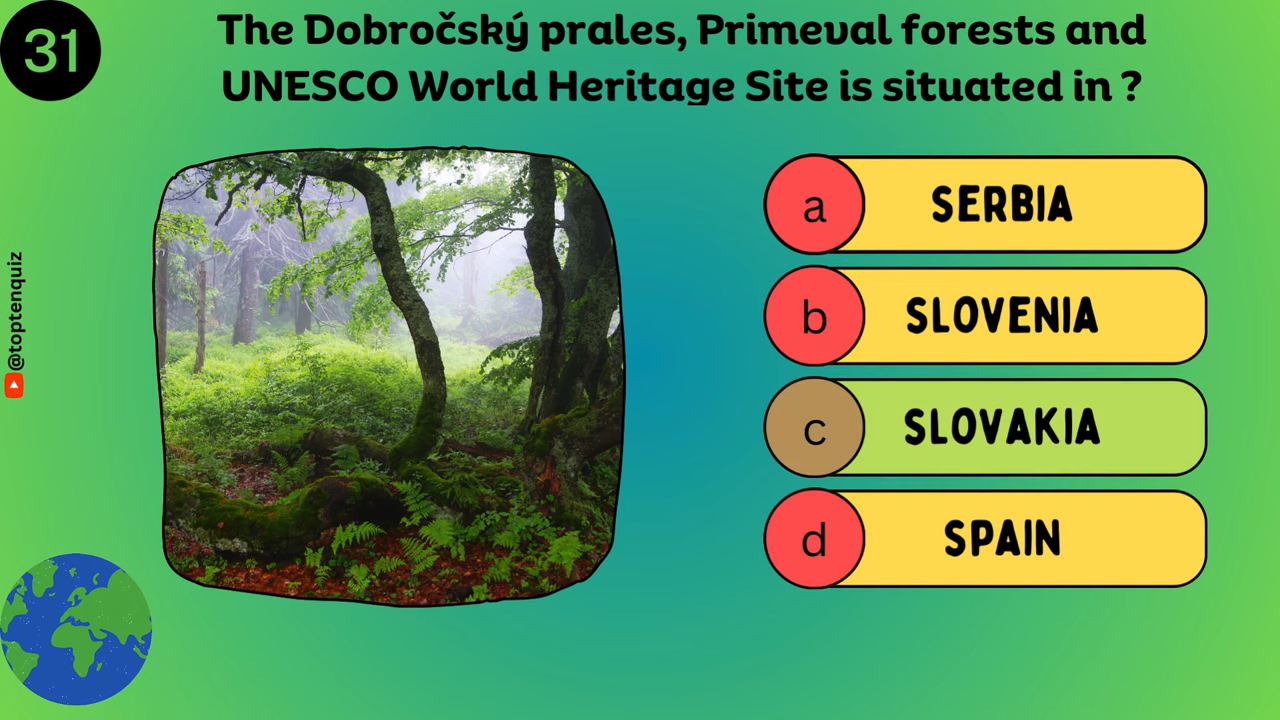 31
The Dobročský prales, Primeval forests and
UNESCO World Heritage Site is situated in ?
@toptenquiz
a SERBIA
b SLOVENIA
c SLOVAKIA
d SPAIN